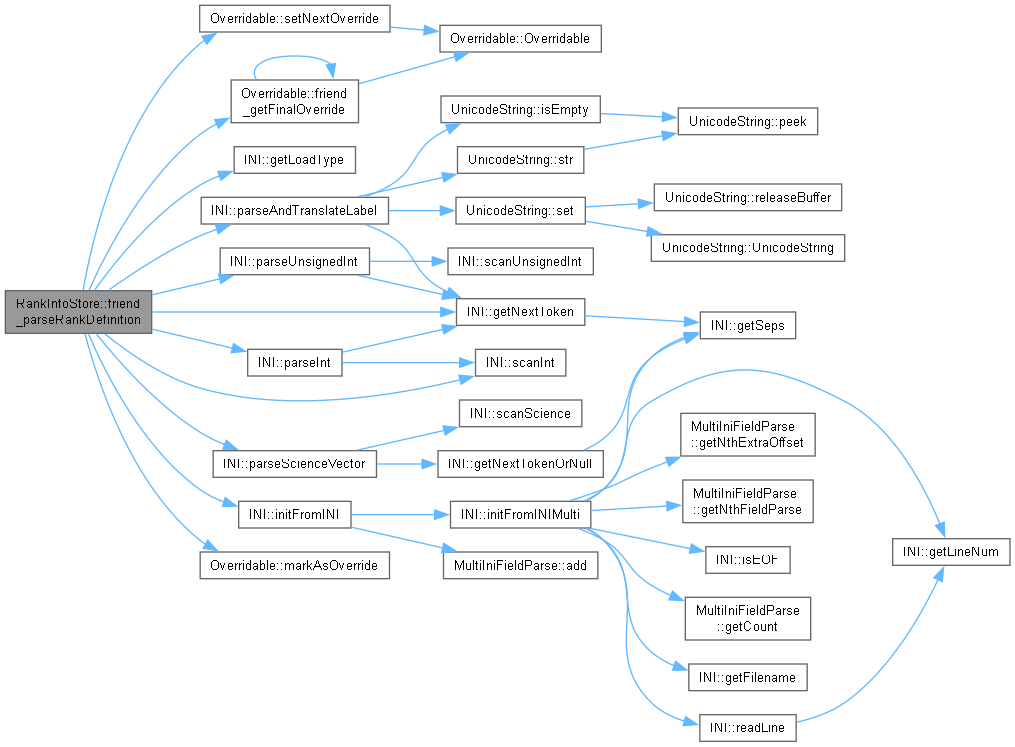 Overridable::setNextOverride
Overridable::Overridable
Overridable::friend
_getFinalOverride
UnicodeString::isEmpty
UnicodeString::peek
INI::getLoadType
UnicodeString::str
INI::parseAndTranslateLabel
UnicodeString::set
UnicodeString::releaseBuffer
UnicodeString::UnicodeString
INI::parseUnsignedInt
INI::scanUnsignedInt
RankInfoStore::friend
_parseRankDefinition
INI::getNextToken
INI::getSeps
INI::parseInt
INI::scanInt
INI::scanScience
MultiIniFieldParse
::getNthExtraOffset
INI::parseScienceVector
INI::getNextTokenOrNull
MultiIniFieldParse
::getNthFieldParse
INI::initFromINI
INI::initFromINIMulti
INI::getLineNum
INI::isEOF
Overridable::markAsOverride
MultiIniFieldParse::add
MultiIniFieldParse
::getCount
INI::getFilename
INI::readLine